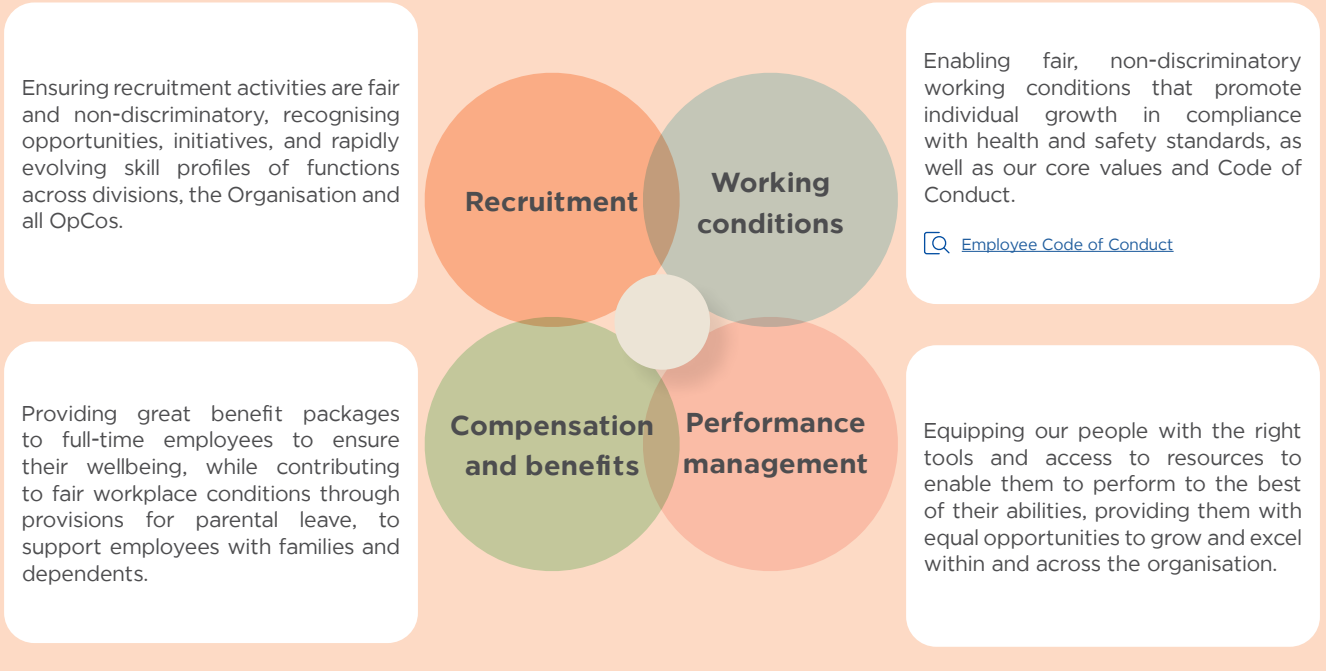 Ensuring recruitment activities are fair
and non-discriminatory, recognising
opportunities, initiatives, and rapidly
evolving skill profiles of functions
across divisions, the Organisation and
all OpCos.
Recruitment
Working
conditions
Enabling fair, non-discriminatory
working conditions that promote
individual growth in compliance
with health and safety standards, as
well as our core values and Code of
Conduct.
Employee Code of Conduct
Providing great benefit packages
to full-time employees to ensure
their wellbeing, while contributing
to fair workplace conditions through
provisions for parental leave, to
support employees with families and
dependents.
Compensation
and benefits
Performance
management
Equipping our people with the right
tools and access to resources to
enable them to perform to the best
of their abilities, providing them with
equal opportunities to grow and excel
within and across the organisation.